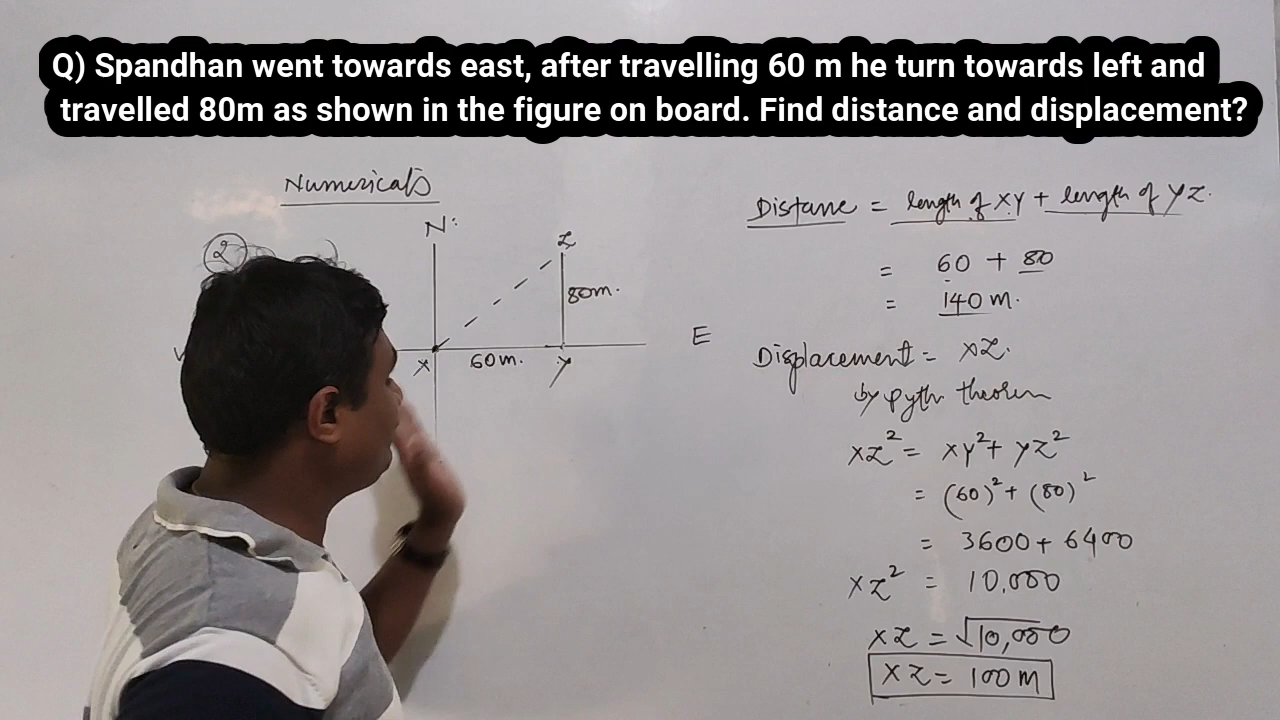 Q) Spandhan went towards east, after travelling 60 m he turn towards left and
travelled 80m as shown in the figure on board. Find distance and displacement?
Numericals
2
N
Z
80m.
X
60m.
Y
E
Distane = length of XY + length of YZ.
= 60 + 80
= 140 m.
Displacement = XZ.
by pyth theorem
XZ² = XY² + YZ²
= (60)² + (80)²
= 3600 + 6400
XZ² = 10,000
XZ = √10,000
XZ = 100 m